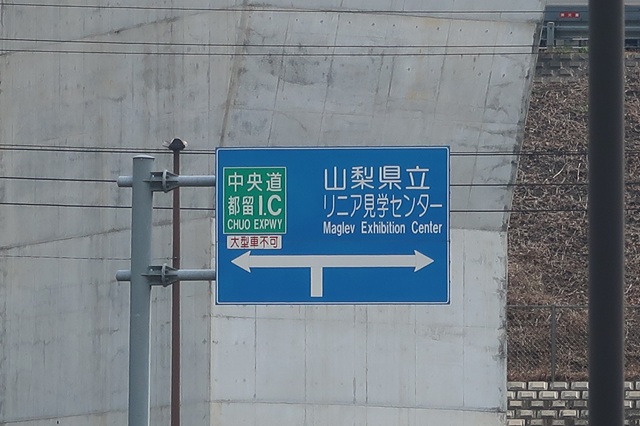 中央道
都留I.C
CHUO EXPWY
大型車不可
山梨県立
リニア見学センター
Maglev Exhibition Center